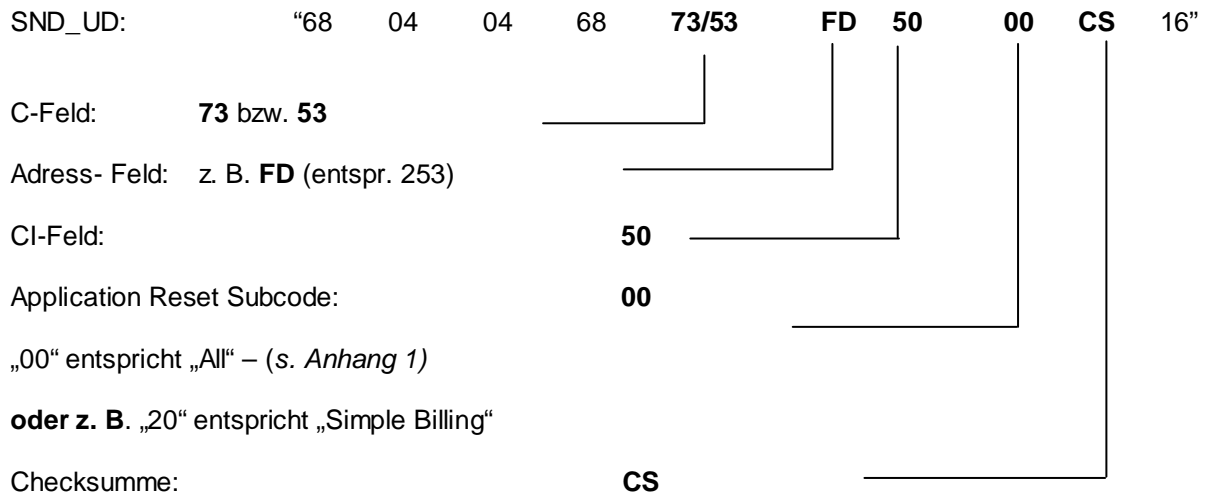 SND_UD: “68 04 04 68 73/53 FD 50 00 CS 16”
C-Feld: 73 bzw. 53
Adress- Feld: z. B. FD (entspr. 253)
CI-Feld: 50
Application Reset Subcode: 00
„00“ entspricht „All“ – (s. Anhang 1)
oder z. B. „20“ entspricht „Simple Billing“
Checksumme: CS